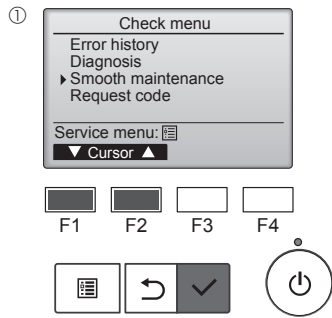 ①
Check menu
Error history
Diagnosis
Smooth maintenance
Request code
Service menu:
▼ Cursor ▲
F1 F2 F3 F4